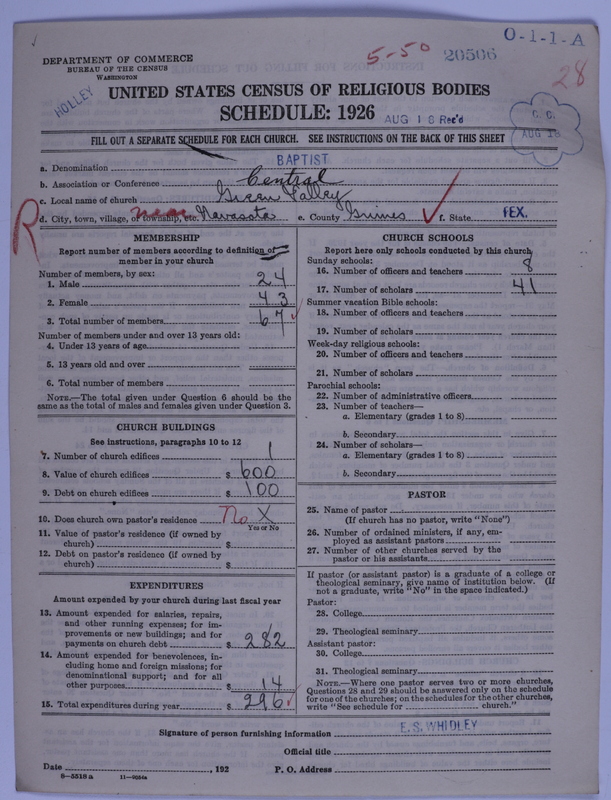 DEPARTMENT OF COMMERCE
BUREAU OF THE CENSUS
WASHINGTON
5-50 20506
O-1-1-A
28
HOLLEY
UNITED STATES CENSUS OF RELIGIOUS BODIES
SCHEDULE: 1926
AUG 18 Rec'd
C. C.
AUG 18
FILL OUT A SEPARATE SCHEDULE FOR EACH CHURCH. SEE INSTRUCTIONS ON THE BACK OF THIS SHEET
a. Denomination BAPTIST
b. Association or Conference Central
c. Local name of church Green Valley
R
d. City, town, village, or township, etc. near Navasota e. County Grimes f. State TEX.
MEMBERSHIP
Report number of members according to definition of
member in your church
Number of members, by sex:
1. Male 24
2. Female 43
3. Total number of members 67
Number of members under and over 13 years old:
4. Under 13 years of age
5. 13 years old and over
6. Total number of members
NOTE.—The total given under Question 6 should be the
same as the total of males and females given under Question 3.
CHURCH BUILDINGS
See instructions, paragraphs 10 to 12
7. Number of church edifices 1
8. Value of church edifices $ 600
9. Debt on church edifices $ 100
10. Does church own pastor's residence no X
Yes or No
11. Value of pastor's residence (if owned by
church) $
12. Debt on pastor's residence (if owned by
church) $
EXPENDITURES
Amount expended by your church during last fiscal year
13. Amount expended for salaries, repairs,
and other running expenses; for im-
provements or new buildings; and for
payments on church debt $ 282
14. Amount expended for benevolences, in-
cluding home and foreign missions; for
denominational support; and for all
other purposes $ 14
15. Total expenditures during year $ 296
CHURCH SCHOOLS
Report here only schools conducted by this church
Sunday schools:
16. Number of officers and teachers 8
17. Number of scholars 41
Summer vacation Bible schools:
18. Number of officers and teachers
19. Number of scholars
Week-day religious schools:
20. Number of officers and teachers
21. Number of scholars
Parochial schools:
22. Number of administrative officers
23. Number of teachers—
a. Elementary (grades 1 to 8)
b. Secondary
24. Number of scholars—
a. Elementary (grades 1 to 8)
b. Secondary
PASTOR
25. Name of pastor
(If church has no pastor, write "None")
26. Number of ordained ministers, if any, em-
ployed as assistant pastors
27. Number of other churches served by the
pastor or his assistants
If pastor (or assistant pastor) is a graduate of a college or
theological seminary, give name of institution below. (If
not a graduate, write "No" in the space indicated.)
Pastor:
28. College
29. Theological seminary
Assistant pastor:
30. College
31. Theological seminary
NOTE.—Where one pastor serves two or more churches,
Questions 28 and 29 should be answered only on the schedule
for one of the churches; on the schedules for the other churches,
write "See schedule for church."
Signature of person furnishing information E. S. WHIDLEY
Official title
Date , 192 P. O. Address
8-5518a 11-9054a